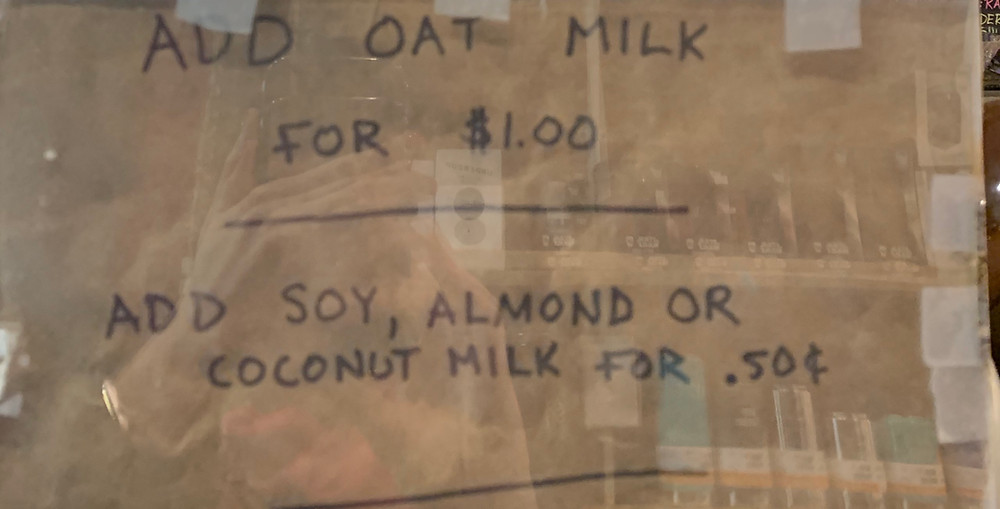 ADD OAT MILK
FOR $1.00
ADD SOY, ALMOND OR
COCONUT MILK FOR .50¢